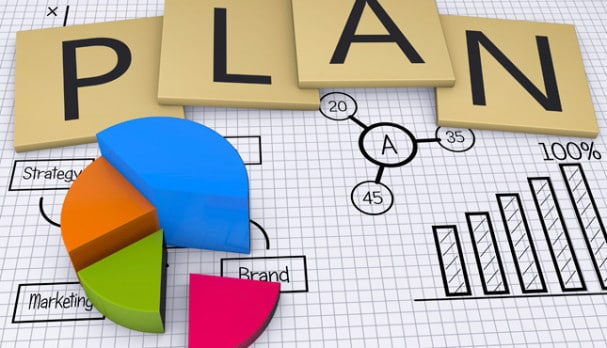 x
PLAN
20
35
A
45
100%
Strategy
Brand
Marketing